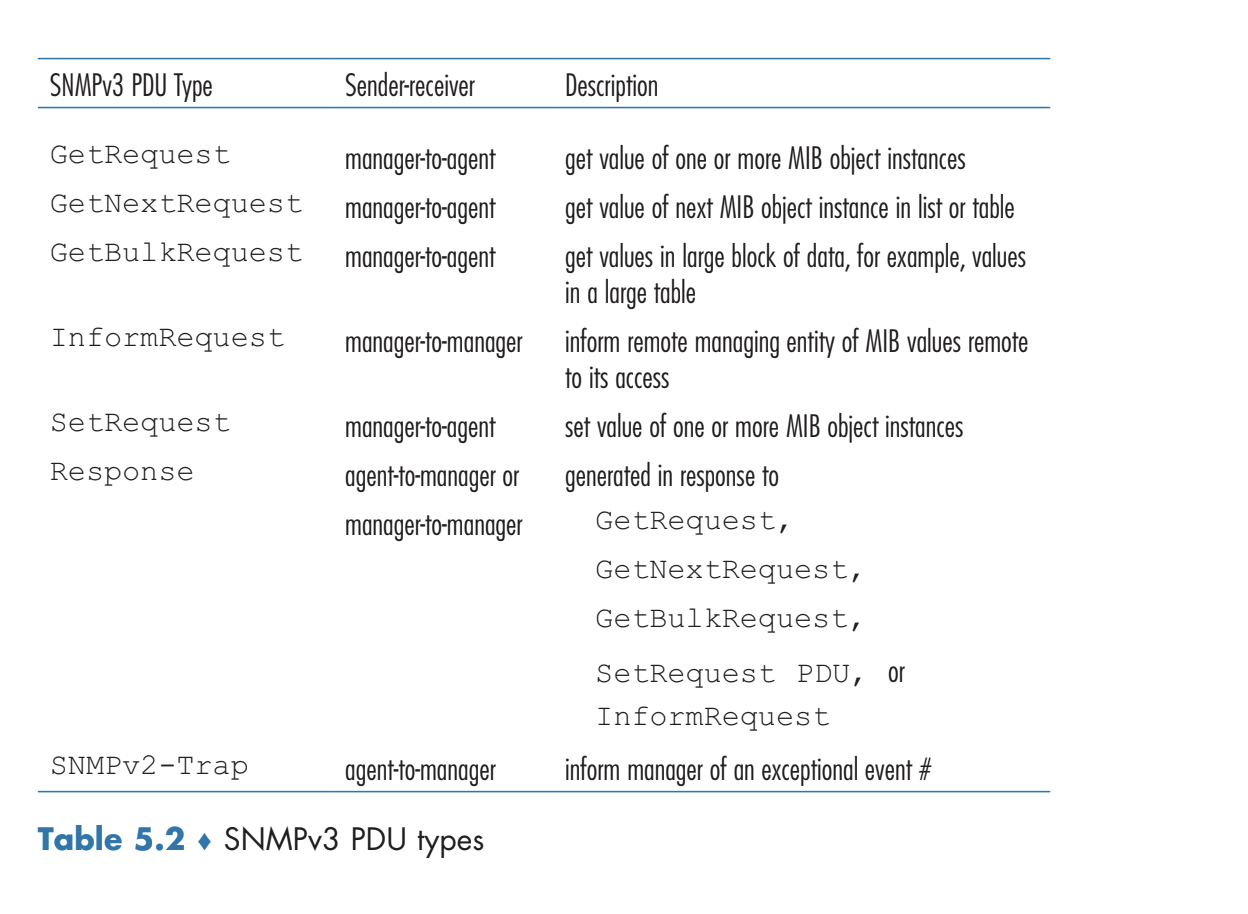 SNMPv3 PDU Type Sender-receiver Description
GetRequest manager-to-agent get value of one or more MIB object instances
GetNextRequest manager-to-agent get value of next MIB object instance in list or table
GetBulkRequest manager-to-agent get values in large block of data, for example, values
in a large table
InformRequest manager-to-manager inform remote managing entity of MIB values remote
to its access
SetRequest manager-to-agent set value of one or more MIB object instances
Response agent-to-manager or generated in response to
manager-to-manager GetRequest,
GetNextRequest,
GetBulkRequest,
SetRequest PDU, or
InformRequest
SNMPv2-Trap agent-to-manager inform manager of an exceptional event #
Table 5.2 ♦ SNMPv3 PDU types